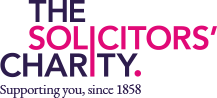 THE
SOLICITORS'
CHARITY.
Supporting you, since 1858